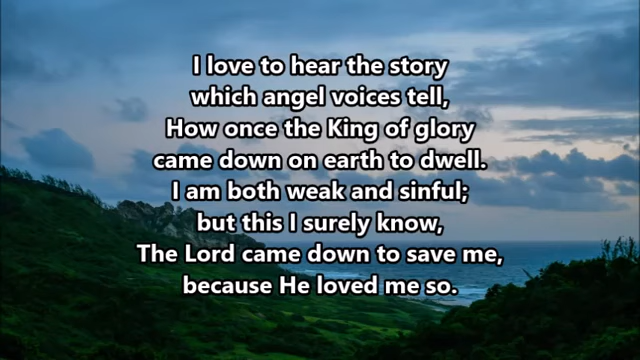 I love to hear the story
which angel voices tell,
How once the King of glory
came down on earth to dwell.
I am both weak and sinful;
but this I surely know,
The Lord came down to save me,
because He loved me so.